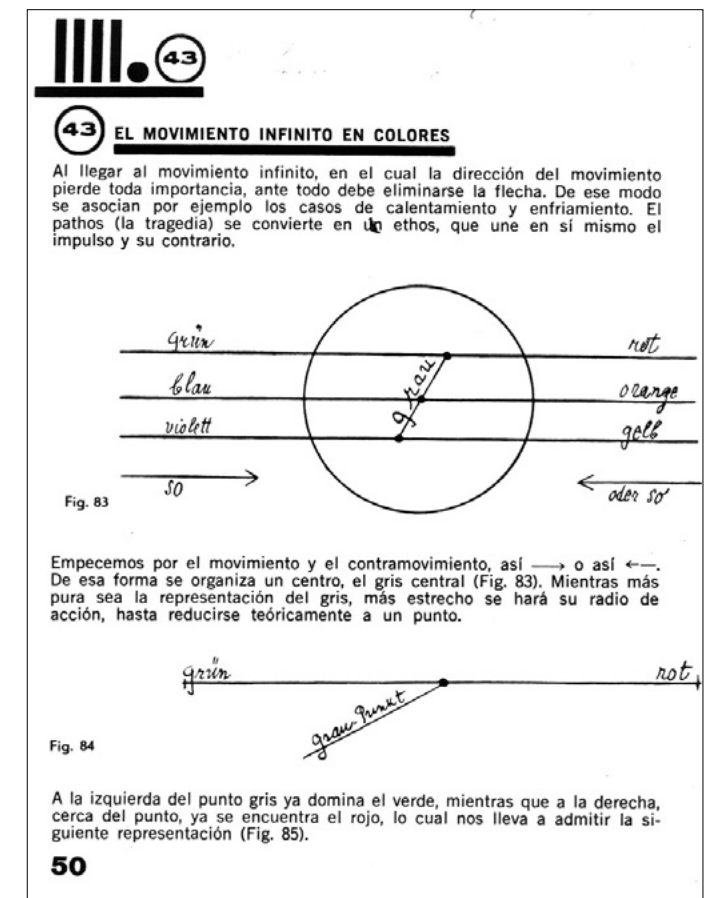 IIII. 43
43 EL MOVIMIENTO INFINITO EN COLORES
Al llegar al movimiento infinito, en el cual la dirección del movimiento
pierde toda importancia, ante todo debe eliminarse la flecha. De ese modo
se asocian por ejemplo los casos de calentamiento y enfriamiento. El
pathos (la tragedia) se convierte en un ethos, que une en sí mismo el
impulso y su contrario.
grün rot
blau grau orange
violett gelb
so oder so
Fig. 83
Empecemos por el movimiento y el contramovimiento, así ⟶ o así ←—.
De esa forma se organiza un centro, el gris central (Fig. 83). Mientras más
pura sea la representación del gris, más estrecho se hará su radio de
acción, hasta reducirse teóricamente a un punto.
grün rot
grau-Punkt
Fig. 84
A la izquierda del punto gris ya domina el verde, mientras que a la derecha,
cerca del punto, ya se encuentra el rojo, lo cual nos lleva a admitir la si-
guiente representación (Fig. 85).
50